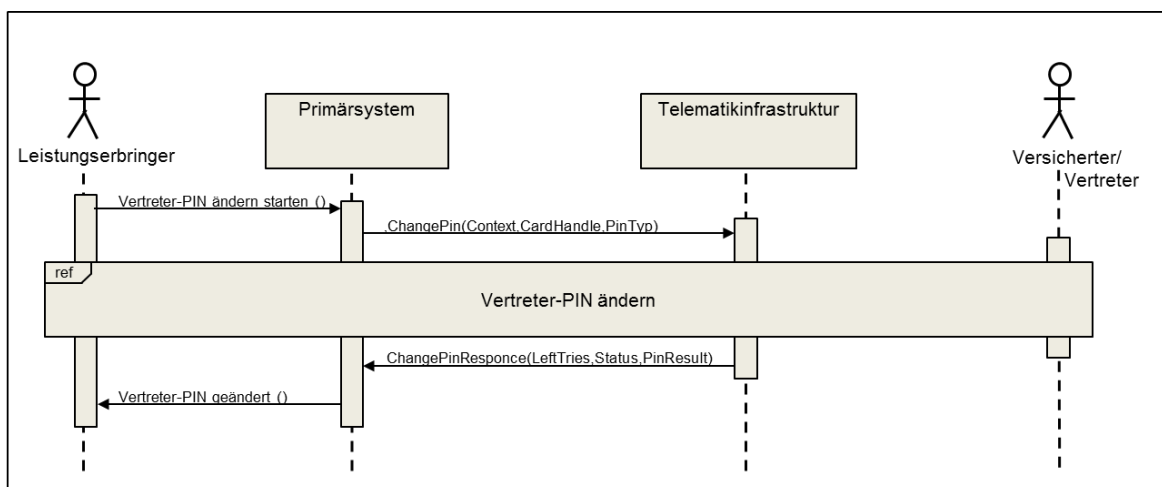 Primärsystem
Telematikinfrastruktur
Leistungserbringer
Versicherter/
Vertreter
Vertreter-PIN ändern starten ()
.ChangePin(Context,CardHandle,PinTyp)
ref
Vertreter-PIN ändern
ChangePinResponce(LeftTries,Status,PinResult)
Vertreter-PIN geändert ()